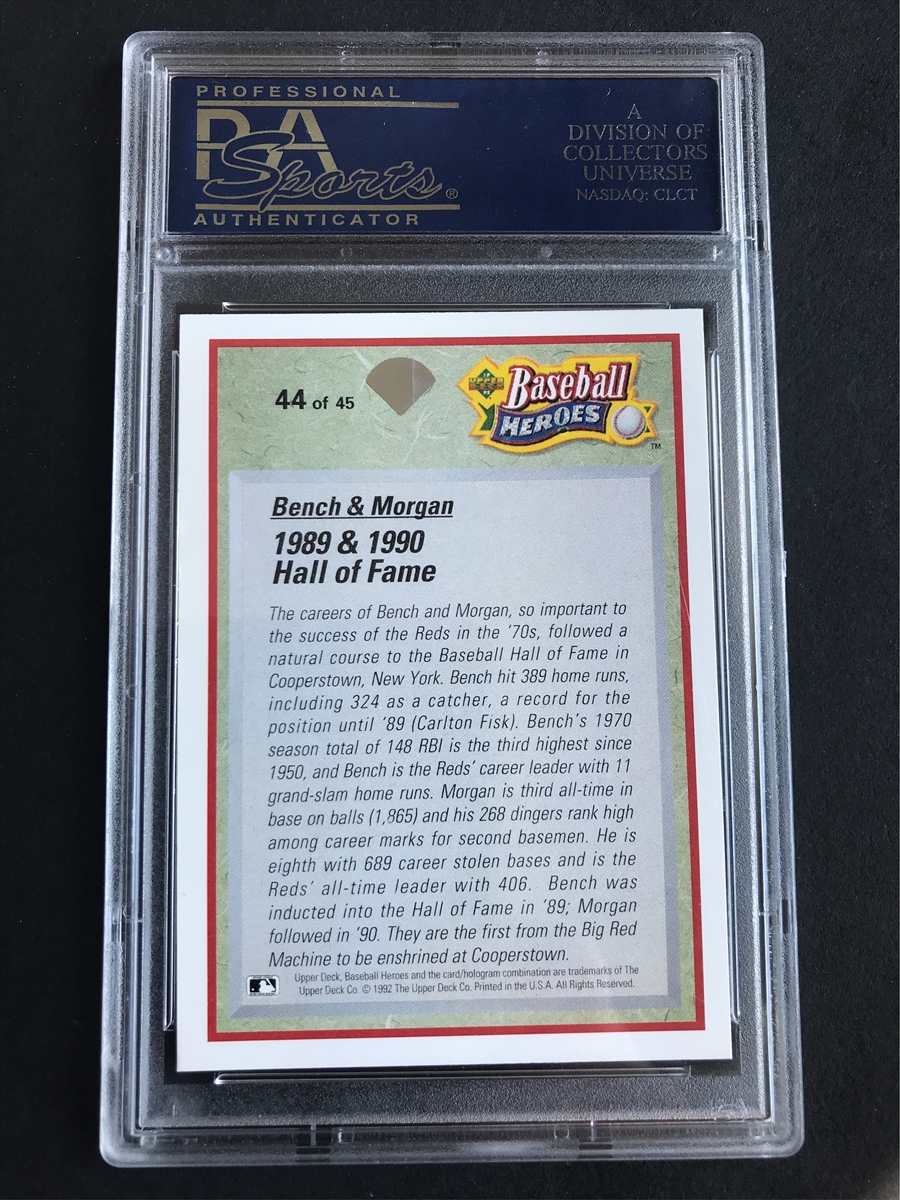 PROFESSIONAL
PSA
Sports®
AUTHENTICATOR
A
DIVISION OF
COLLECTORS
UNIVERSE
NASDAQ: CLCT
44 of 45
UPPER DECK
Baseball
HEROES
TM
Bench & Morgan
1989 & 1990
Hall of Fame
The careers of Bench and Morgan, so important to
the success of the Reds in the '70s, followed a
natural course to the Baseball Hall of Fame in
Cooperstown, New York. Bench hit 389 home runs,
including 324 as a catcher, a record for the
position until '89 (Carlton Fisk). Bench's 1970
season total of 148 RBI is the third highest since
1950, and Bench is the Reds' career leader with 11
grand-slam home runs. Morgan is third all-time in
base on balls (1,865) and his 268 dingers rank high
among career marks for second basemen. He is
eighth with 689 career stolen bases and is the
Reds' all-time leader with 406. Bench was
inducted into the Hall of Fame in '89; Morgan
followed in '90. They are the first from the Big Red
Machine to be enshrined at Cooperstown.
Upper Deck, Baseball Heroes and the card/hologram combination are trademarks of The
Upper Deck Co. © 1992 The Upper Deck Co. Printed in the U.S.A. All Rights Reserved.